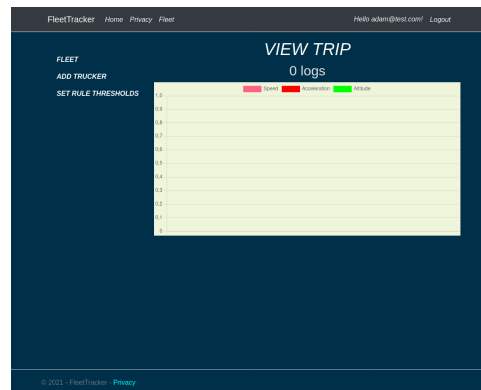 FleetTracker Home Privacy Fleet Hello adam@test.com! Logout
FLEET
ADD TRUCKER
SET RULE THRESHOLDS
VIEW TRIP
0 logs
Speed Acceleration Altitude
1.0
0.9
0.8
0.7
0.6
0.5
0.4
0.3
0.2
0.1
0
© 2021 - FleetTracker - Privacy